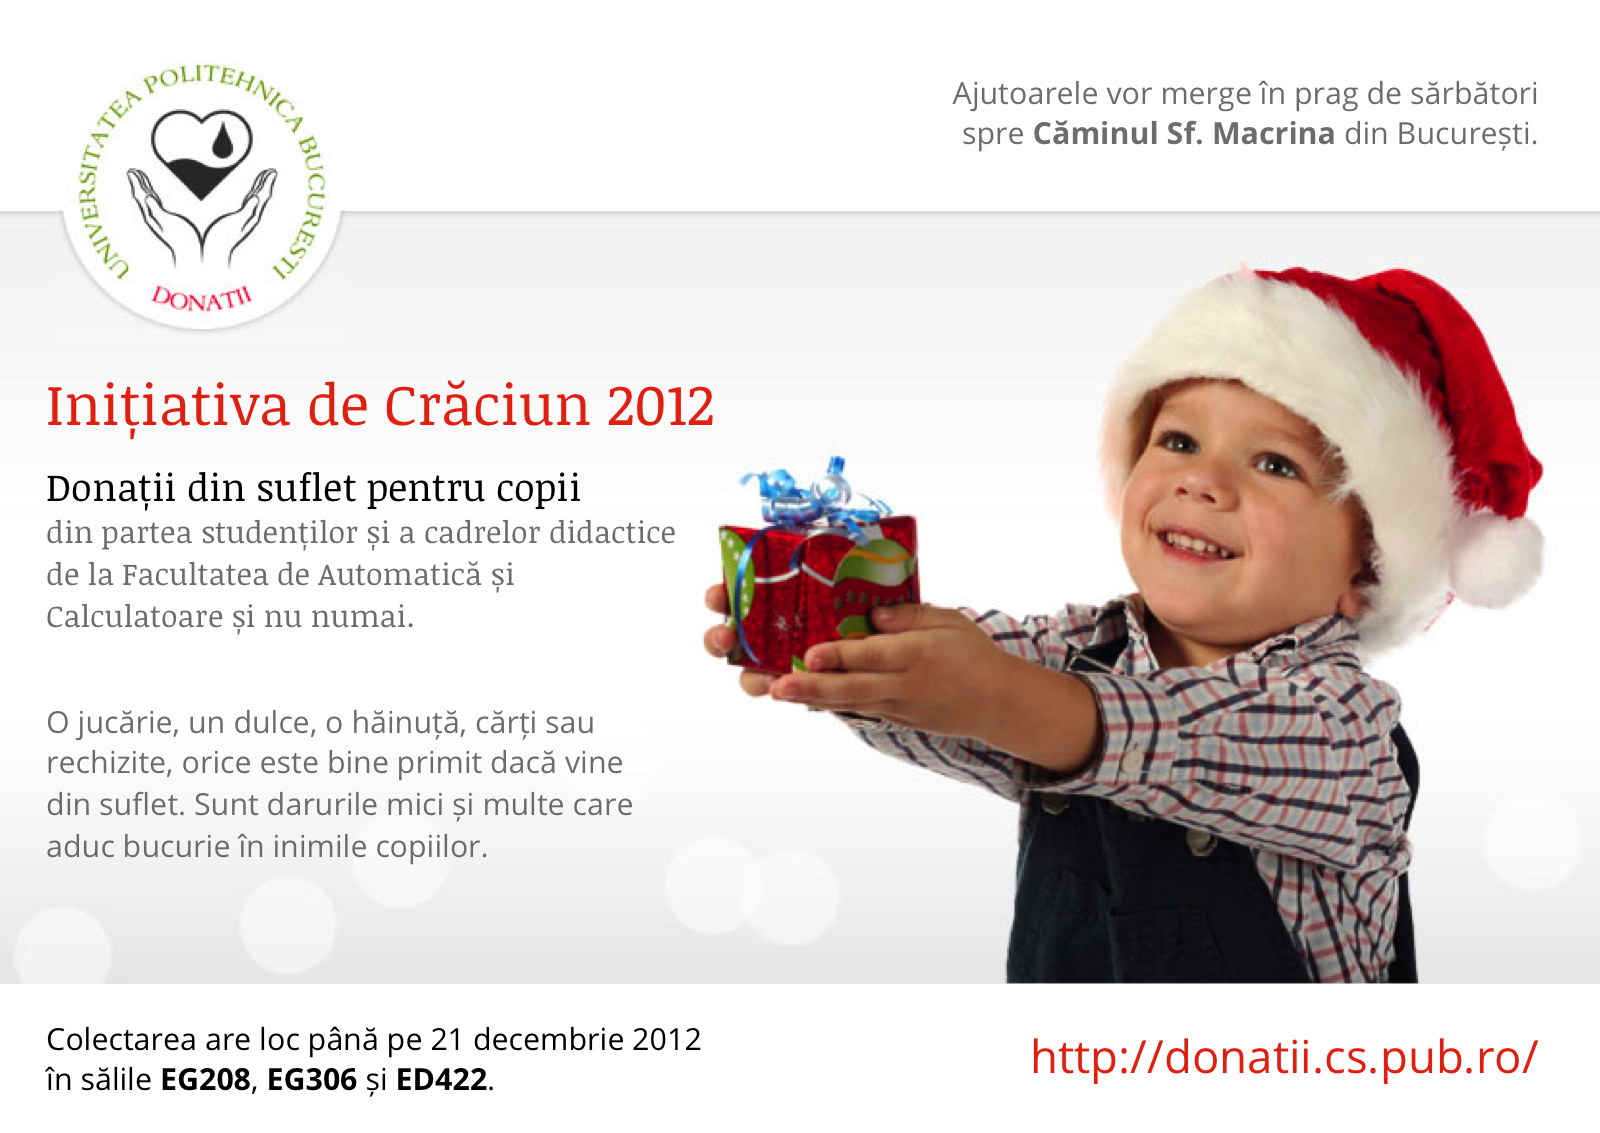 UNIVERSITATEA POLITEHNICA BUCURESTI
DONATII
Ajutoarele vor merge în prag de sărbători
spre Căminul Sf. Macrina din București.
Inițiativa de Crăciun 2012
Donații din suflet pentru copii
din partea studenților și a cadrelor didactice
de la Facultatea de Automatică și
Calculatoare și nu numai.
O jucărie, un dulce, o hăinuță, cărți sau
rechizite, orice este bine primit dacă vine
din suflet. Sunt darurile mici și multe care
aduc bucurie în inimile copiilor.
Colectarea are loc până pe 21 decembrie 2012
în sălile EG208, EG306 și ED422.
http://donatii.cs.pub.ro/